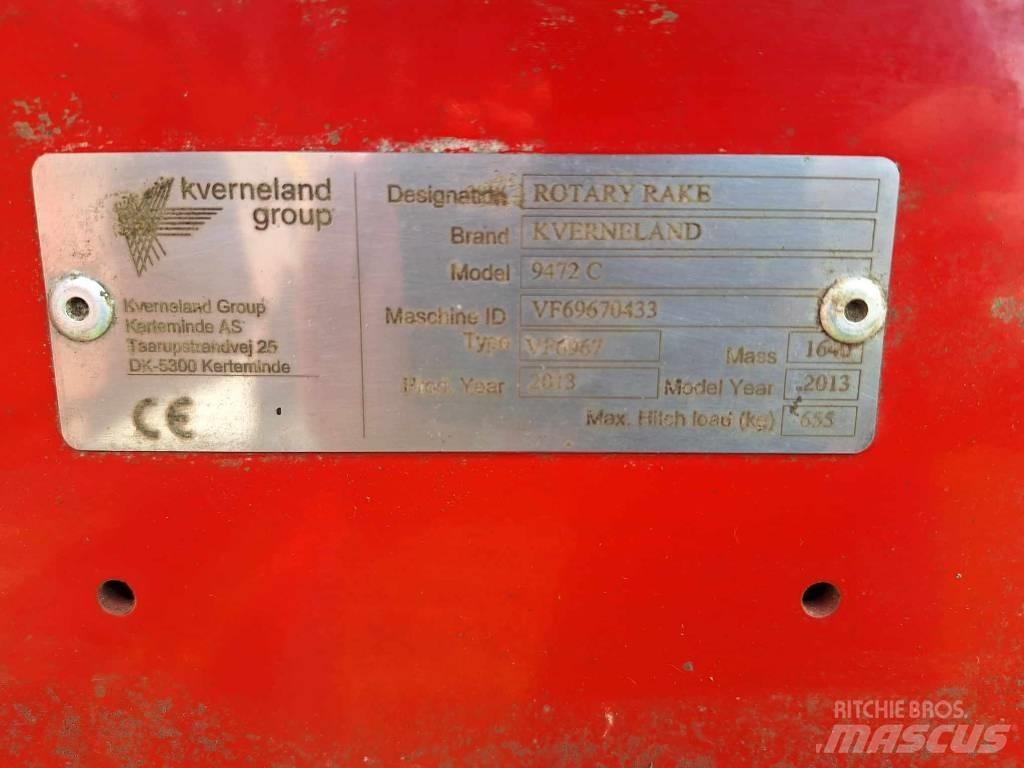 kverneland
group
Kverneland Group
Kerteminde AS
Taarupstrandvej 25
DK-5300 Kerteminde
CE
Designation ROTARY RAKE
Brand KVERNELAND
Model 9472 C
Maschine ID VF69670433
Type VF6967 Mass 1640
Prod. Year 2013 Model Year 2013
Max. Hitch load (kg) 655
RITCHIE BROS.
MASCUS